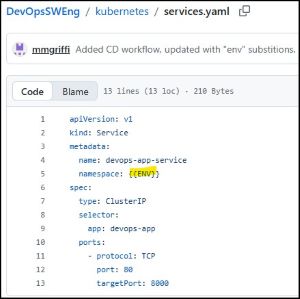 DevOpsSWEng / kubernetes / services.yaml
mmgriffi Added CD workflow. updated with "env" substitions.
Code Blame 13 lines (13 loc) · 210 Bytes
1 apiVersion: v1
2 kind: Service
3 metadata:
4 name: devops-app-service
5 namespace: {{ENV}}
6 spec:
7 type: ClusterIP
8 selector:
9 app: devops-app
10 ports:
11 - protocol: TCP
12 port: 80
13 targetPort: 8000